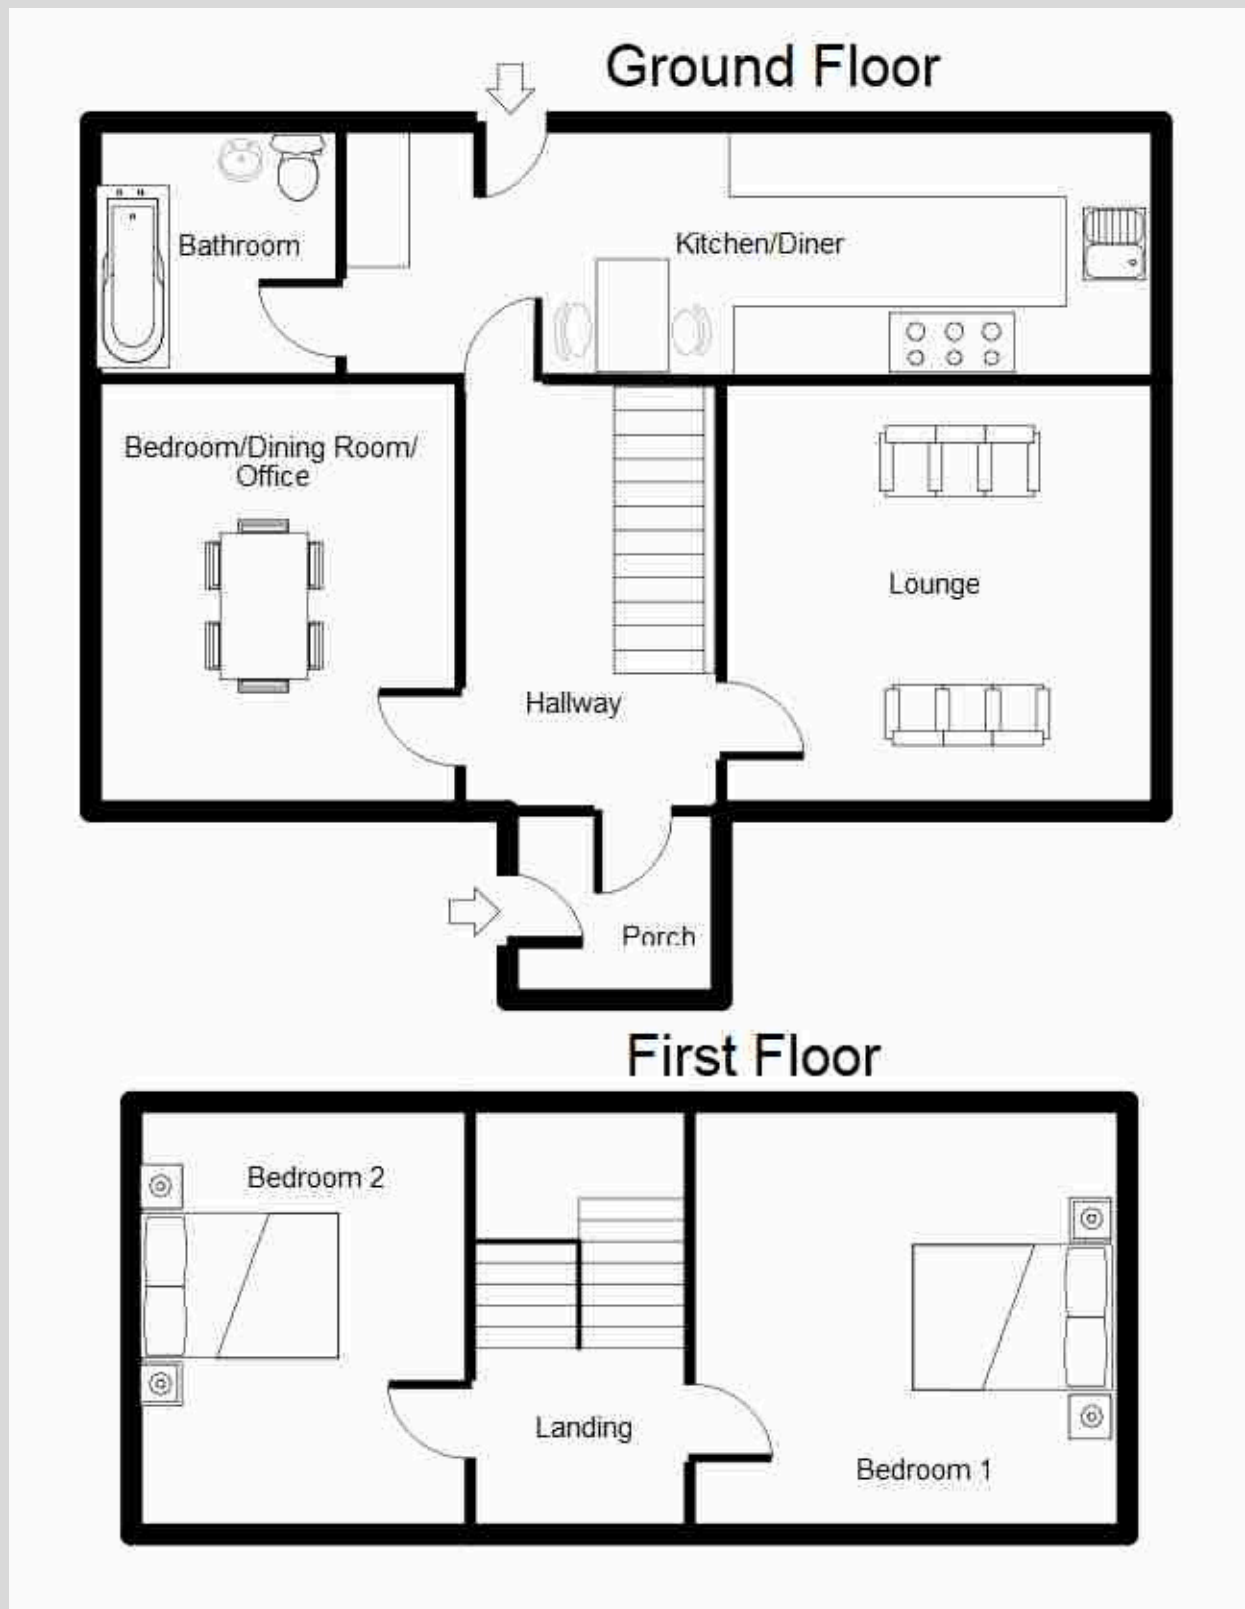 Ground Floor
Bathroom
Kitchen/Diner
Bedroom/Dining Room/
Office
Lounge
Hallway
Porch
First Floor
Bedroom 2
Landing
Bedroom 1